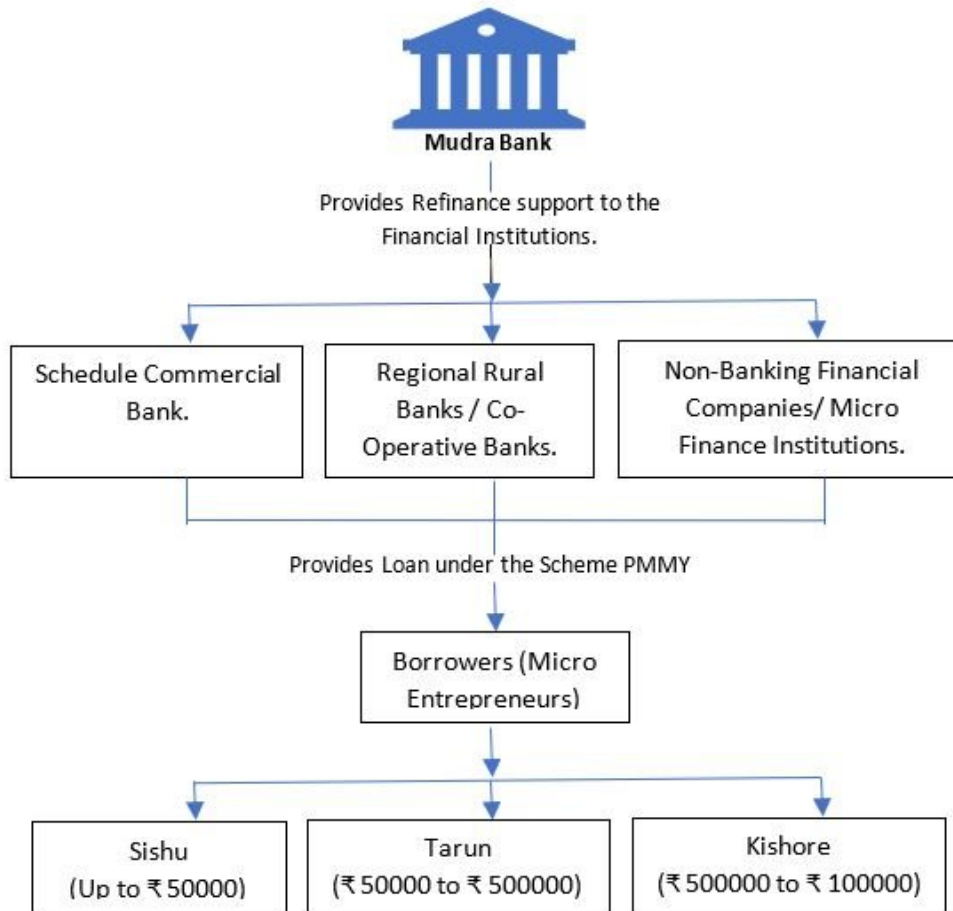 Mudra Bank
Provides Refinance support to the
Financial Institutions.
Schedule Commercial
Bank.
Regional Rural
Banks / Co-
Operative Banks.
Non-Banking Financial
Companies/ Micro
Finance Institutions.
Provides Loan under the Scheme PMMY
Borrowers (Micro
Entrepreneurs)
Sishu
(Up to ₹ 50000)
Tarun
(₹ 50000 to ₹ 500000)
Kishore
(₹ 500000 to ₹ 100000)